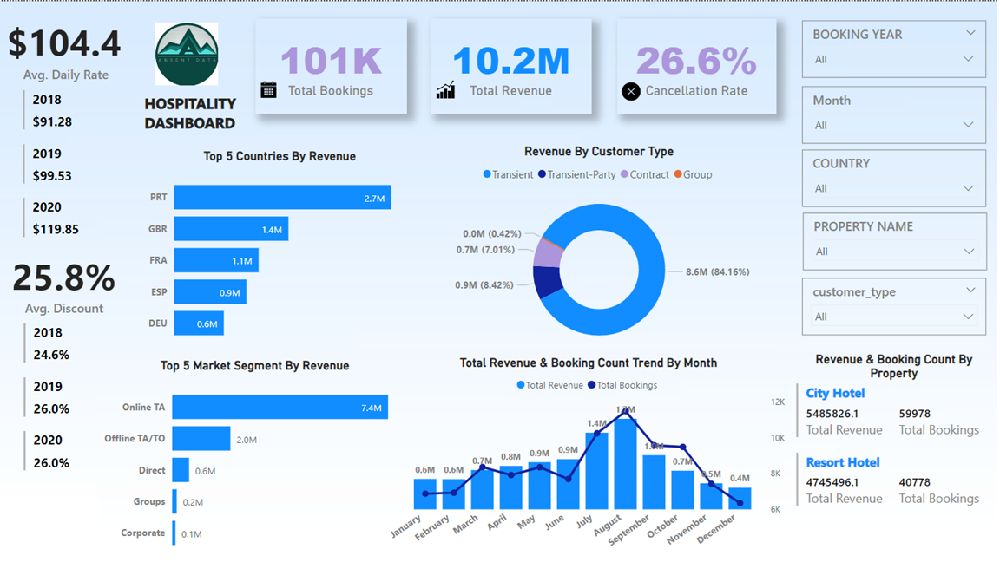 $104.4
Avg. Daily Rate
2018
$91.28
2019
$99.53
2020
$119.85
25.8%
Avg. Discount
2018
24.6%
2019
26.0%
2020
26.0%
ABSENT DATA
HOSPITALITY
DASHBOARD
101K
Total Bookings
10.2M
Total Revenue
26.6%
Cancellation Rate
Top 5 Countries By Revenue
PRT 2.7M
GBR 1.4M
FRA 1.1M
ESP 0.9M
DEU 0.6M
Revenue By Customer Type
Transient Transient-Party Contract Group
0.0M (0.42%)
0.7M (7.01%)
0.9M (8.42%)
8.6M (84.16%)
Top 5 Market Segment By Revenue
Online TA 7.4M
Offline TA/TO 2.0M
Direct 0.6M
Groups 0.2M
Corporate 0.1M
Total Revenue & Booking Count Trend By Month
Total Revenue Total Bookings
0.6M 0.6M 0.7M 0.8M 0.9M 0.9M 1.4M 0.7M 0.5M 0.4M
12K
10K
8K
6K
January February March April May June July August September October November December
BOOKING YEAR
All
Month
All
COUNTRY
All
PROPERTY NAME
All
customer_type
All
Revenue & Booking Count By
Property
City Hotel
5485826.1 59978
Total Revenue Total Bookings
Resort Hotel
4745496.1 40778
Total Revenue Total Bookings